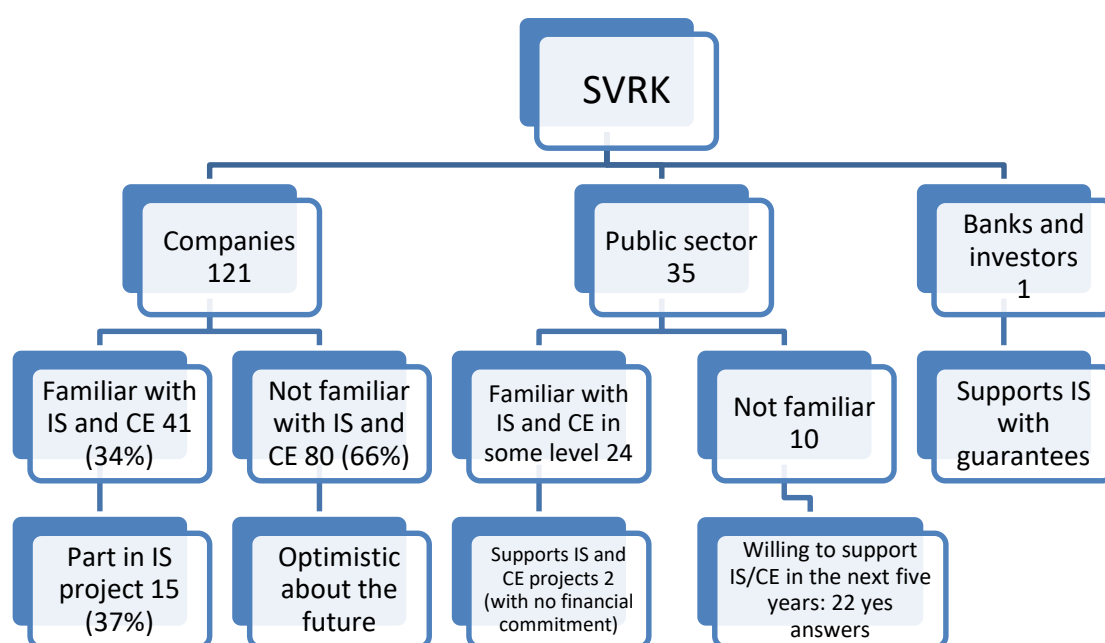 SVRK
Companies
121
Public sector
35
Banks and
investors
1
Familiar with
IS and CE 41
(34%)
Not familiar
with IS and
CE 80 (66%)
Familiar with
IS and CE in
some level 24
Not familiar
10
Supports IS
with
guarantees
Part in IS
project 15
(37%)
Optimistic
about the
future
Supports IS and
CE projects 2
(with no financial
commitment)
Willing to support
IS/CE in the next five
years: 22 yes
answers